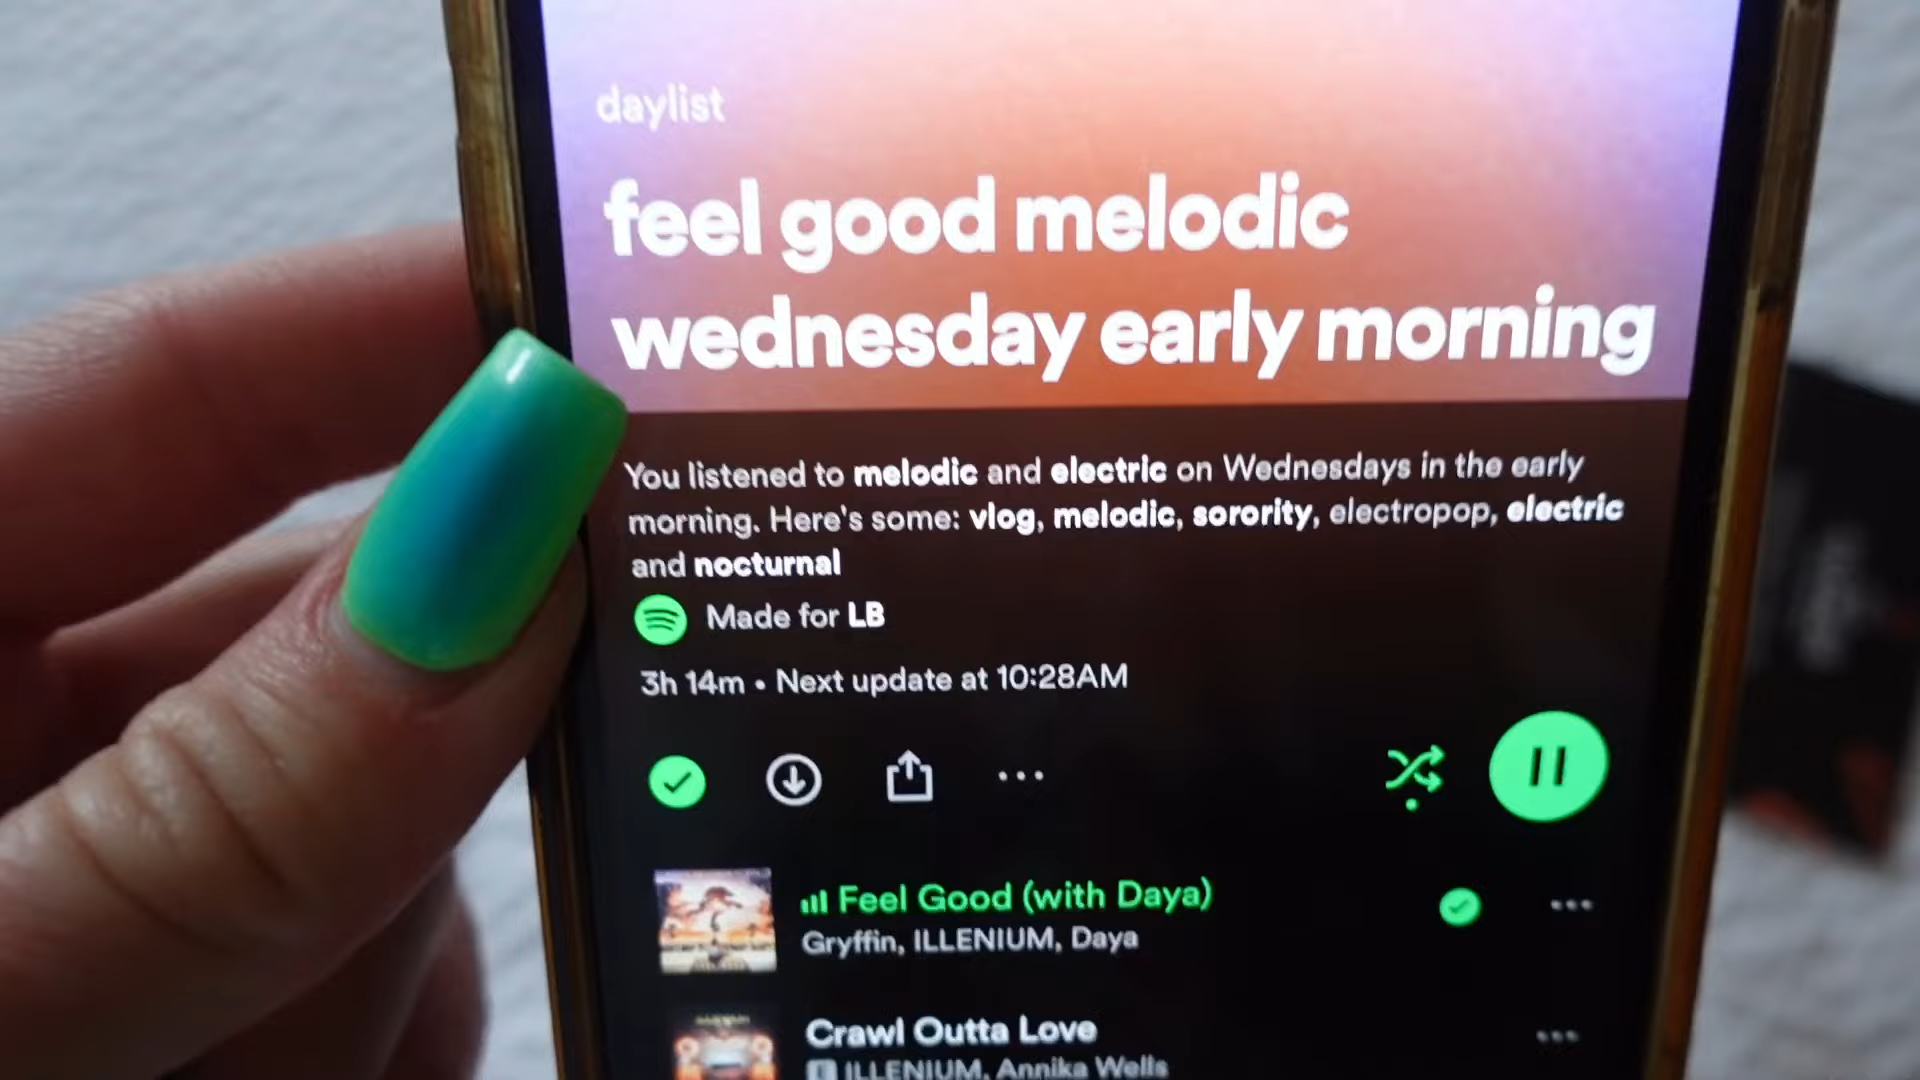 daylist
feel good melodic
wednesday early morning
You listened to melodic and electric on Wednesdays in the early
morning. Here's some: vlog, melodic, sorority, electropop, electric
and nocturnal
Made for LB
3h 14m • Next update at 10:28AM
Feel Good (with Daya)
Gryffin, ILLENIUM, Daya
Crawl Outta Love
E ILLENIUM, Annika Wells